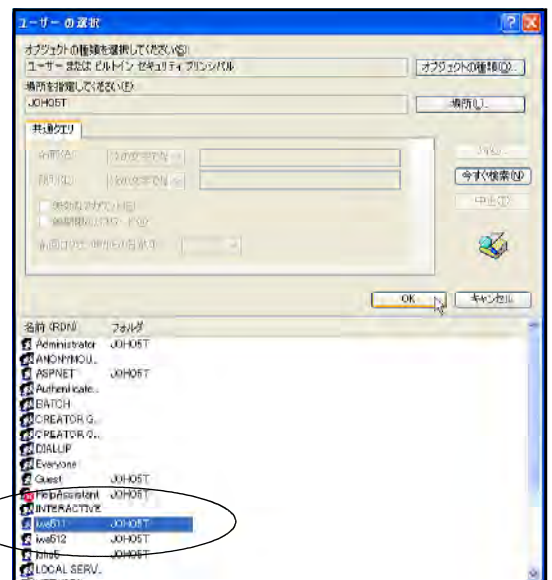 ユーザー の選択
オブジェクトの種類を選択してください(S):
ユーザー または ビルトイン セキュリティ プリンシパル
オブジェクトの種類(O)...
場所を指定してください(F):
JOHO5T
場所(L)...
共通クエリ
今すぐ検索(N)
OK
キャンセル
名前 (RDN) フォルダ
Administrator JOHO5T
ANONYMOU...
ASPNET JOHO5T
Authenticate...
BATCH
CREATOR G...
CREATOR O...
DIALUP
Everyone
Guest JOHO5T
HelpAssistant JOHO5T
INTERACTIVE
iwa511 JOHO5T
iwa512 JOHO5T
JOHO5T
LOCAL SERV...